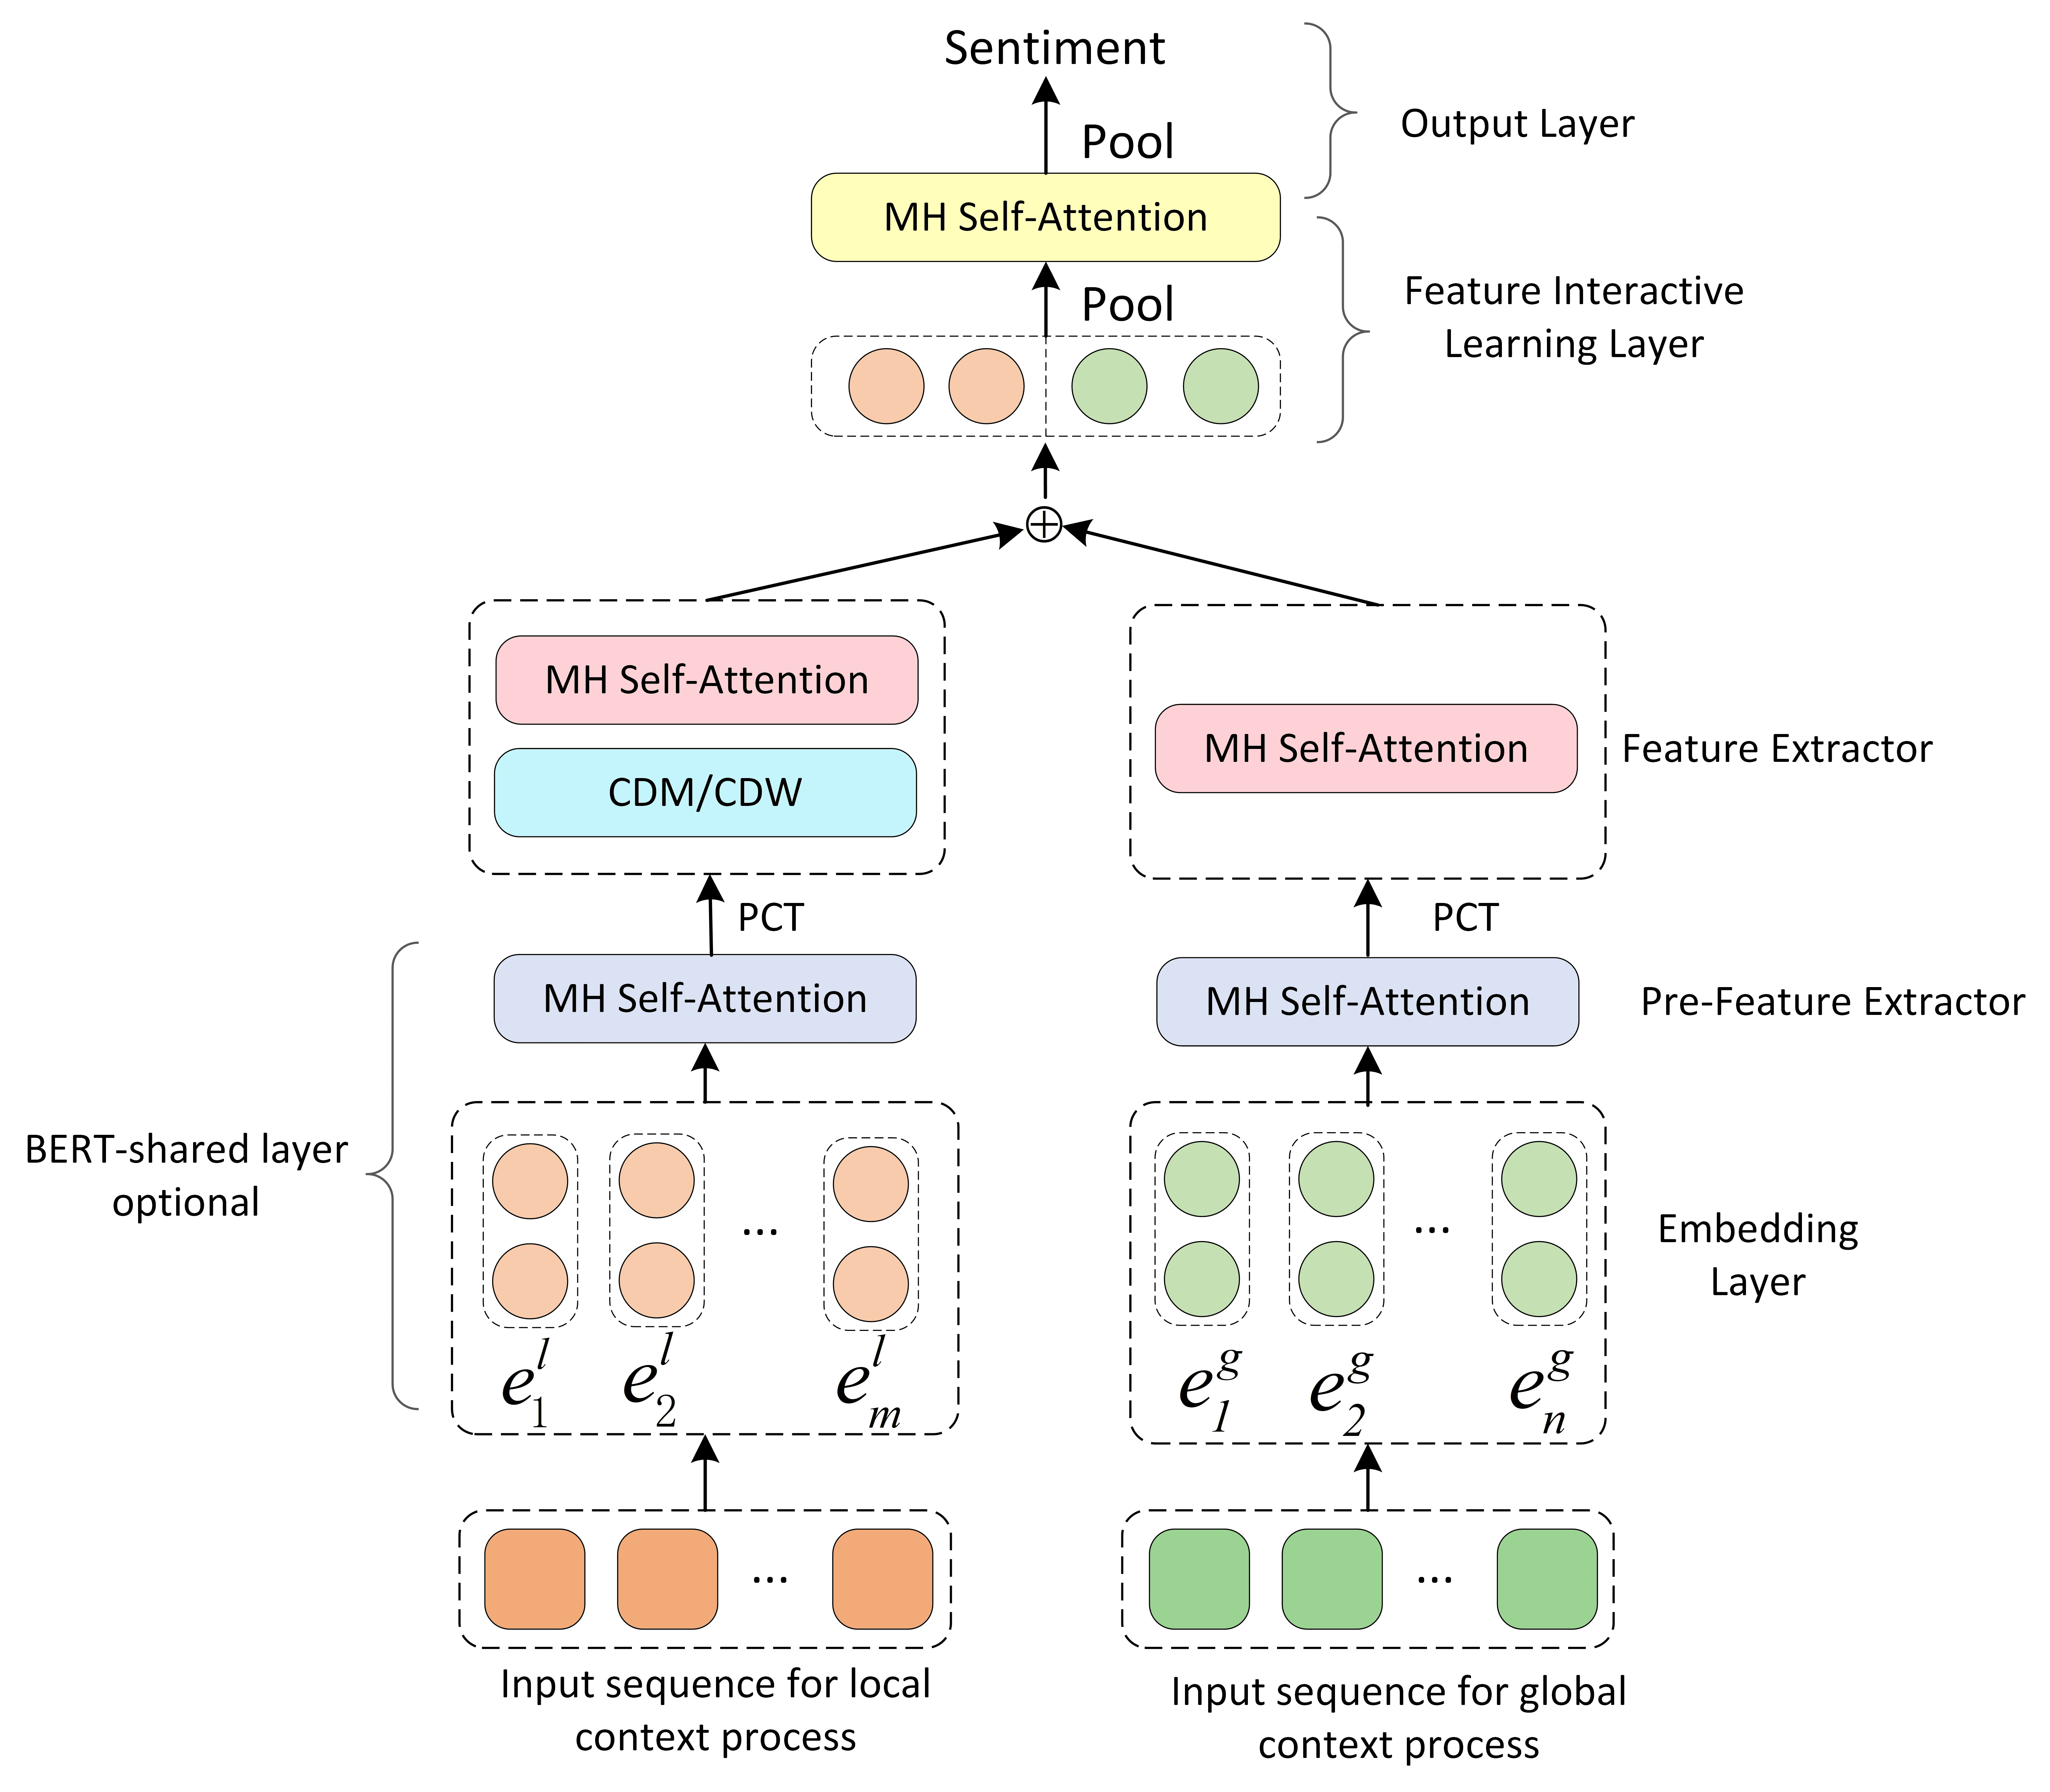 Sentiment
Pool
Output Layer
MH Self-Attention
Pool
Feature Interactive
Learning Layer
MH Self-Attention
CDM/CDW
MH Self-Attention
Feature Extractor
PCT
PCT
MH Self-Attention
MH Self-Attention
Pre-Feature Extractor
BERT-shared layer
optional
...
...
Embedding
Layer
e_1^l e_2^l e_m^l
e_1^g e_2^g e_n^g
...
...
Input sequence for local
context process
Input sequence for global
context process